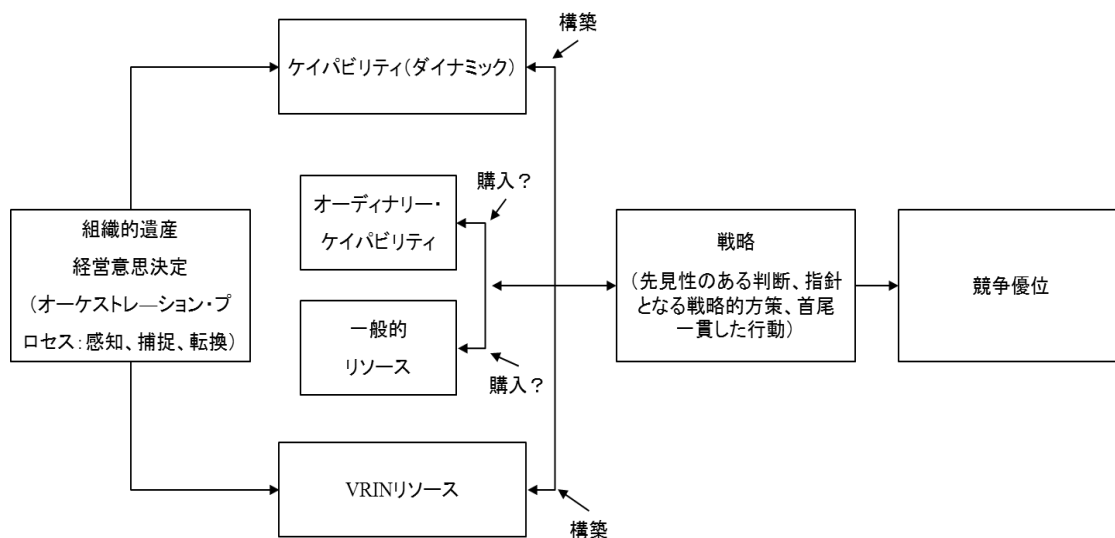 構築
ケイパビリティ(ダイナミック)
購入？
オーディナリー・
ケイパビリティ
組織的遺産
経営意思決定
(オーケストレ―ション・プ
ロセス：感知、捕捉、転換)
戦略
(先見性のある判断、指針
となる戦略的方策、首尾
一貫した行動)
競争優位
一般的
リソース
購入？
VRINリソース
構築